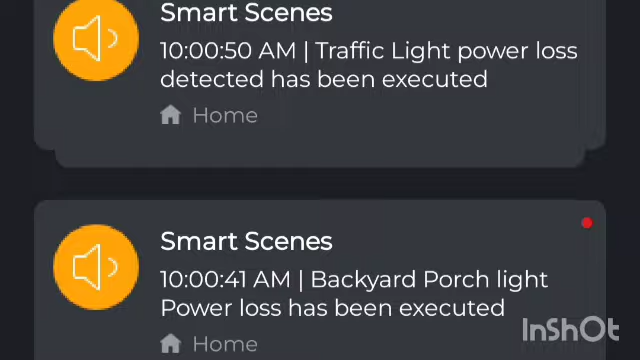 Smart Scenes
10:00:50 AM | Traffic Light power loss
detected has been executed
Home
Smart Scenes
10:00:41 AM | Backyard Porch light
Power loss has been executed
Home
InShOt